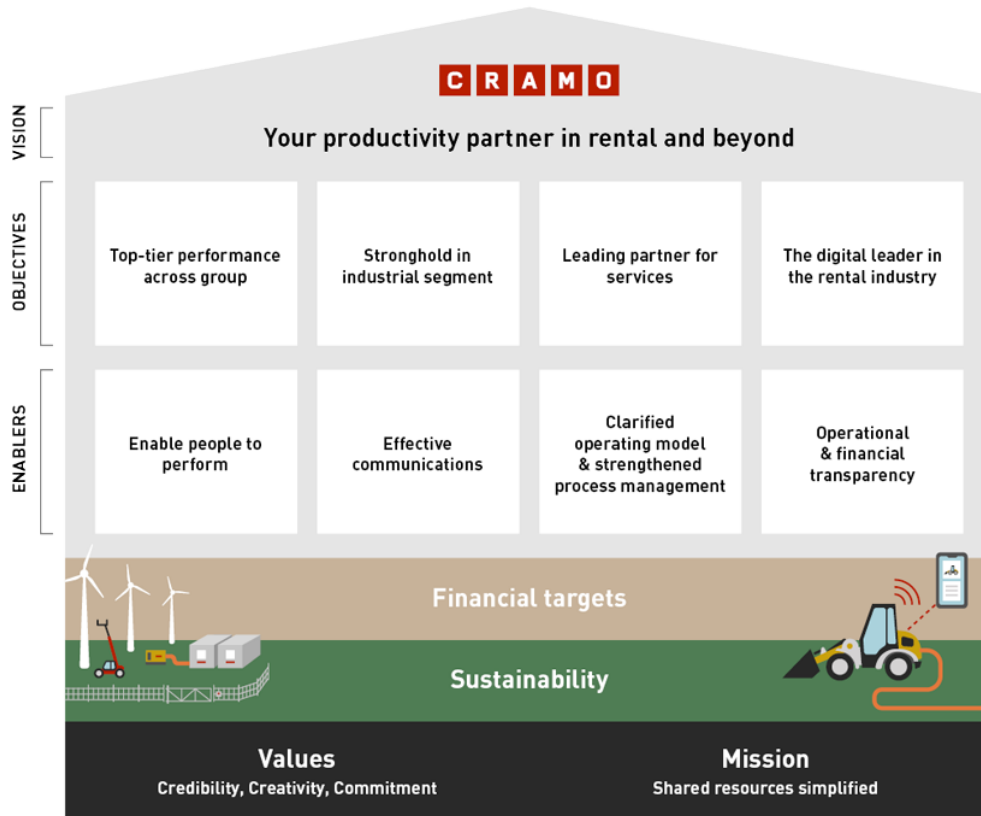 CRAMO
VISION
Your productivity partner in rental and beyond
OBJECTIVES
Top-tier performance
across group
Stronghold in
industrial segment
Leading partner for
services
The digital leader in
the rental industry
ENABLERS
Enable people to
perform
Effective
communications
Clarified
operating model
& strengthened
process management
Operational
& financial
transparency
Financial targets
Sustainability
Values
Credibility, Creativity, Commitment
Mission
Shared resources simplified